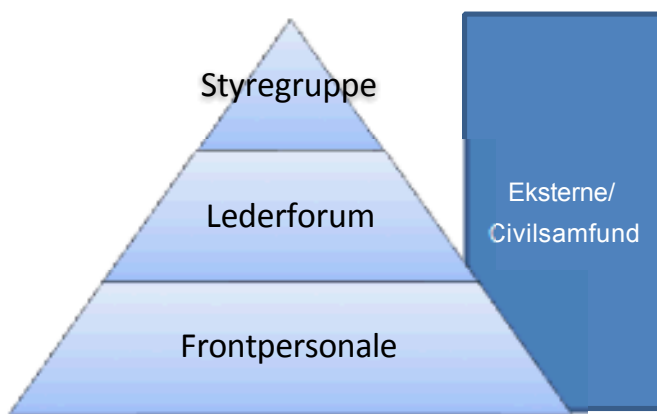 Styregruppe
Lederforum
Frontpersonale
Eksterne/
Civilsamfund